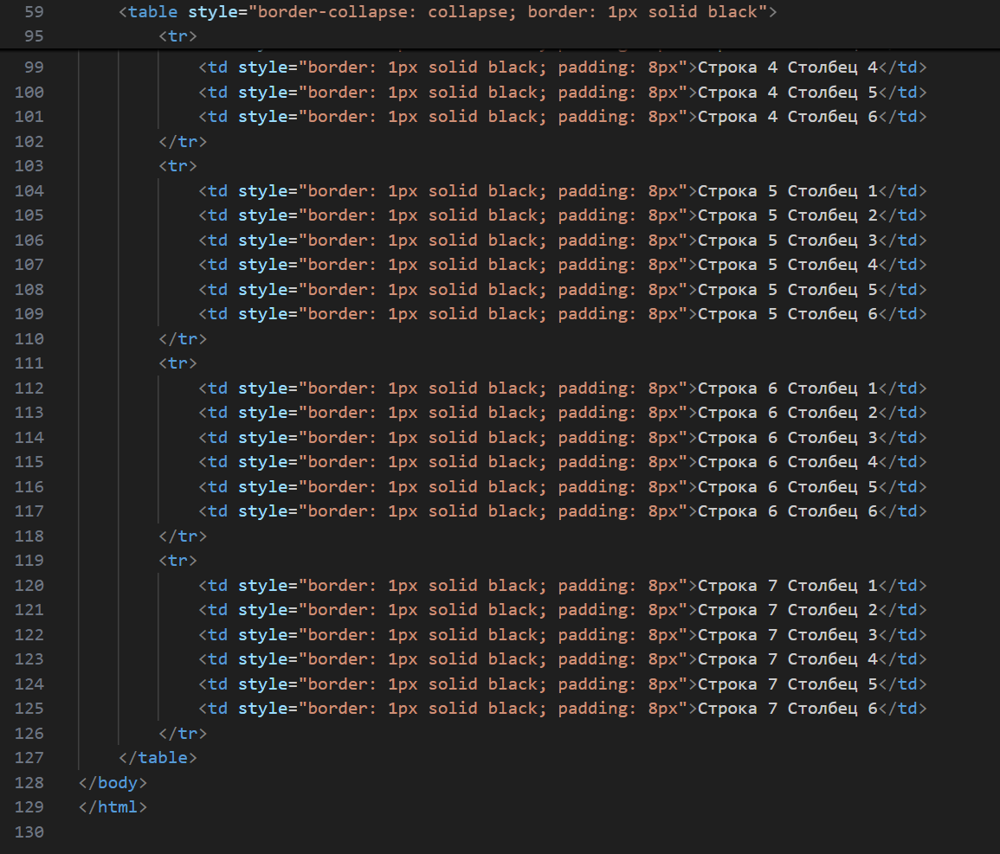 59 <table style="border-collapse: collapse; border: 1px solid black">
95 <tr>
99 <td style="border: 1px solid black; padding: 8px">Строка 4 Столбец 4</td>
100 <td style="border: 1px solid black; padding: 8px">Строка 4 Столбец 5</td>
101 <td style="border: 1px solid black; padding: 8px">Строка 4 Столбец 6</td>
102 </tr>
103 <tr>
104 <td style="border: 1px solid black; padding: 8px">Строка 5 Столбец 1</td>
105 <td style="border: 1px solid black; padding: 8px">Строка 5 Столбец 2</td>
106 <td style="border: 1px solid black; padding: 8px">Строка 5 Столбец 3</td>
107 <td style="border: 1px solid black; padding: 8px">Строка 5 Столбец 4</td>
108 <td style="border: 1px solid black; padding: 8px">Строка 5 Столбец 5</td>
109 <td style="border: 1px solid black; padding: 8px">Строка 5 Столбец 6</td>
110 </tr>
111 <tr>
112 <td style="border: 1px solid black; padding: 8px">Строка 6 Столбец 1</td>
113 <td style="border: 1px solid black; padding: 8px">Строка 6 Столбец 2</td>
114 <td style="border: 1px solid black; padding: 8px">Строка 6 Столбец 3</td>
115 <td style="border: 1px solid black; padding: 8px">Строка 6 Столбец 4</td>
116 <td style="border: 1px solid black; padding: 8px">Строка 6 Столбец 5</td>
117 <td style="border: 1px solid black; padding: 8px">Строка 6 Столбец 6</td>
118 </tr>
119 <tr>
120 <td style="border: 1px solid black; padding: 8px">Строка 7 Столбец 1</td>
121 <td style="border: 1px solid black; padding: 8px">Строка 7 Столбец 2</td>
122 <td style="border: 1px solid black; padding: 8px">Строка 7 Столбец 3</td>
123 <td style="border: 1px solid black; padding: 8px">Строка 7 Столбец 4</td>
124 <td style="border: 1px solid black; padding: 8px">Строка 7 Столбец 5</td>
125 <td style="border: 1px solid black; padding: 8px">Строка 7 Столбец 6</td>
126 </tr>
127 </table>
128 </body>
129 </html>
130